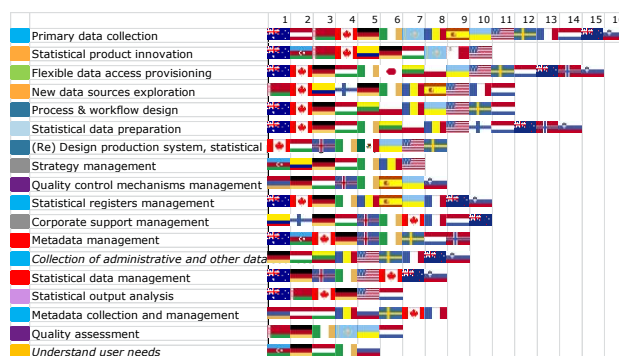 1 2 3 4 5 6 7 8 9 10 11 12 13 14 15 16
Primary data collection
Statistical product innovation
Flexible data access provisioning
New data sources exploration
Process & workflow design
Statistical data preparation
(Re) Design production system, statistical
Strategy management
Quality control mechanisms management
Statistical registers management
Corporate support management
Metadata management
Collection of administrative and other data
Statistical data management
Statistical output analysis
Metadata collection and management
Quality assessment
Understand user needs